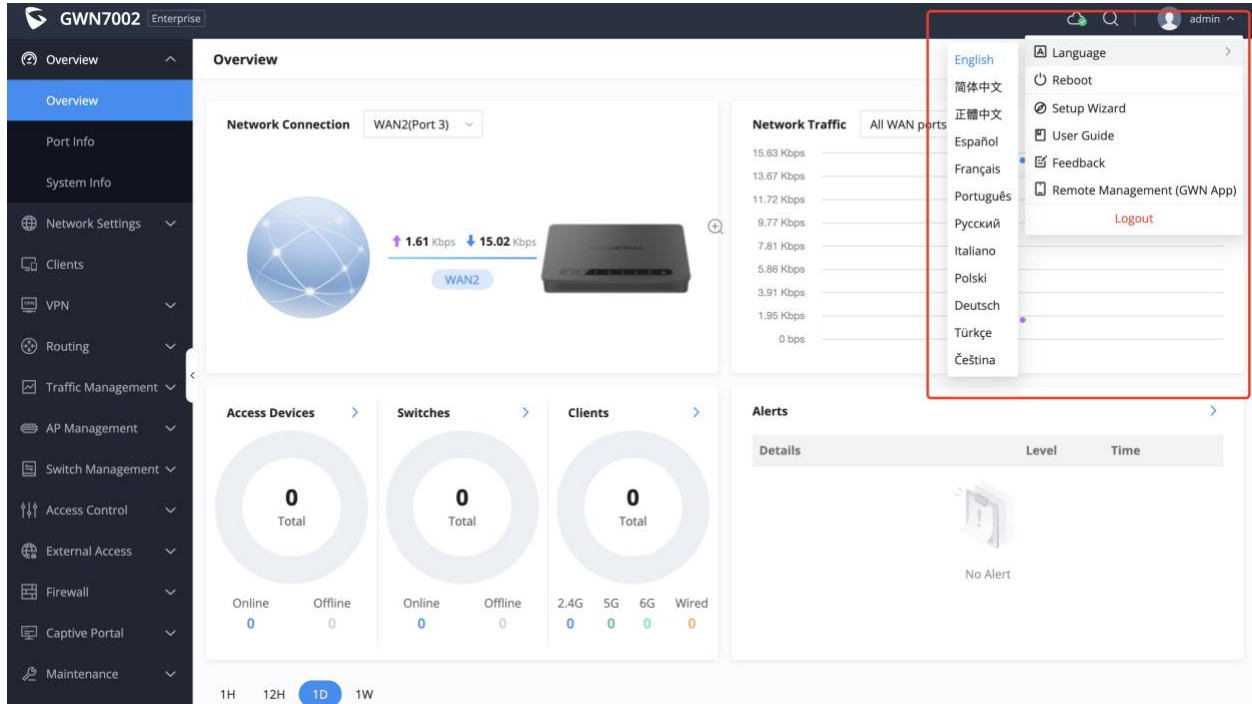 GWN7002 Enterprise
admin
Overview
Overview
Port Info
System Info
Network Settings
Clients
VPN
Routing
Traffic Management
AP Management
Switch Management
Access Control
External Access
Firewall
Captive Portal
Maintenance
Overview
Network Connection WAN2(Port 3)
1.61 Kbps 15.02 Kbps
WAN2
Network Traffic All WAN ports
15.63 Kbps
13.67 Kbps
11.72 Kbps
9.77 Kbps
7.81 Kbps
5.86 Kbps
3.91 Kbps
1.95 Kbps
0 bps
English
简体中文
正體中文
Español
Français
Português
Русский
Italiano
Polski
Deutsch
Türkçe
Čeština
Language
Reboot
Setup Wizard
User Guide
Feedback
Remote Management (GWN App)
Logout
Access Devices
0
Total
Online Offline
0 0
Switches
0
Total
Online Offline
0 0
Clients
0
Total
2.4G 5G 6G Wired
0 0 0 0
Alerts
Details Level Time
No Alert
1H 12H 1D 1W